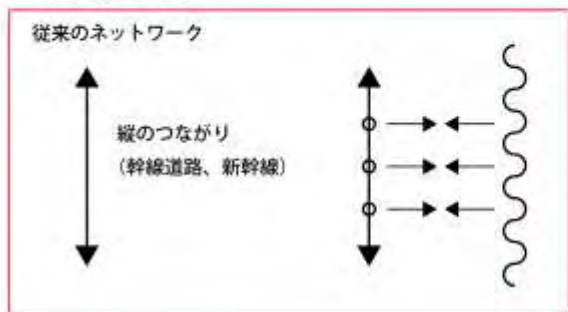 従来のネットワーク
縦のつながり
（幹線道路、新幹線）